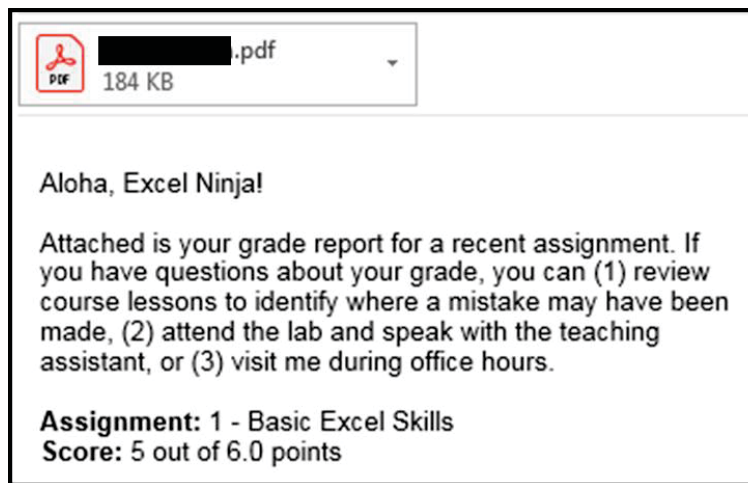 .pdf
PDF
184 KB
Aloha, Excel Ninja!
Attached is your grade report for a recent assignment. If
you have questions about your grade, you can (1) review
course lessons to identify where a mistake may have been
made, (2) attend the lab and speak with the teaching
assistant, or (3) visit me during office hours.
Assignment: 1 - Basic Excel Skills
Score: 5 out of 6.0 points